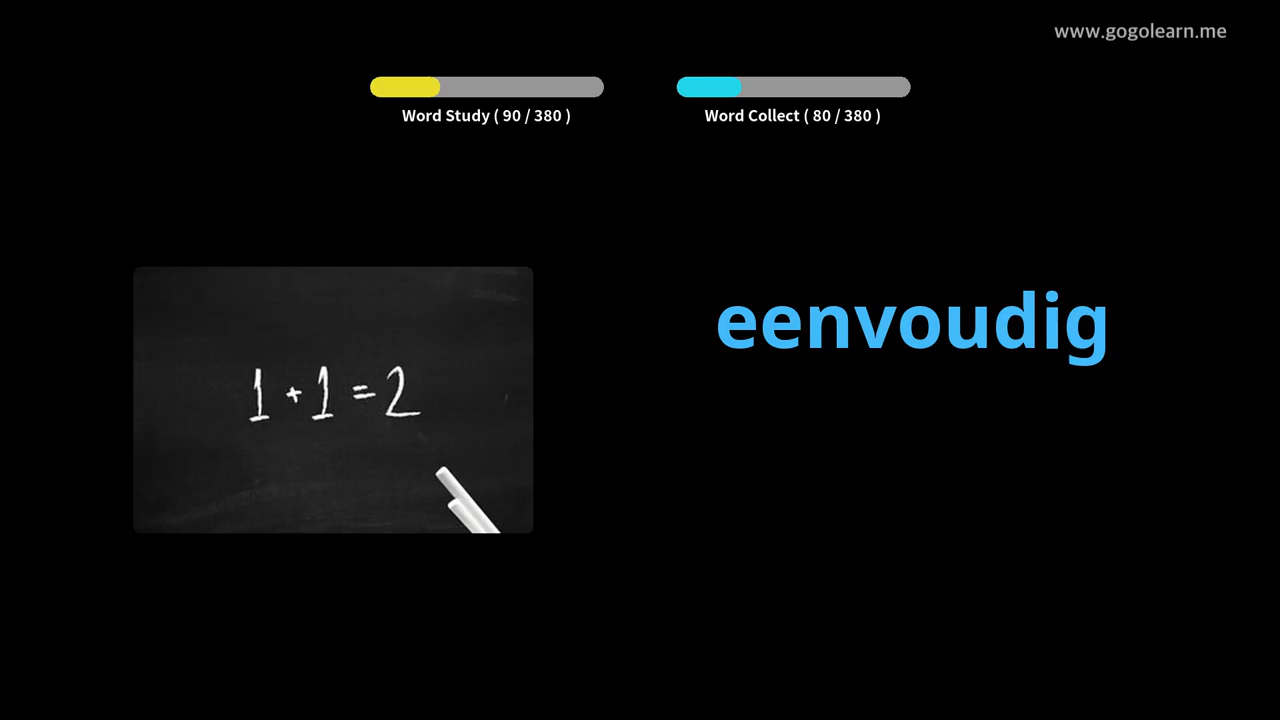 www.gogolearn.me
Word Study ( 90 / 380 )
Word Collect ( 80 / 380 )
eenvoudig
1 + 1 = 2